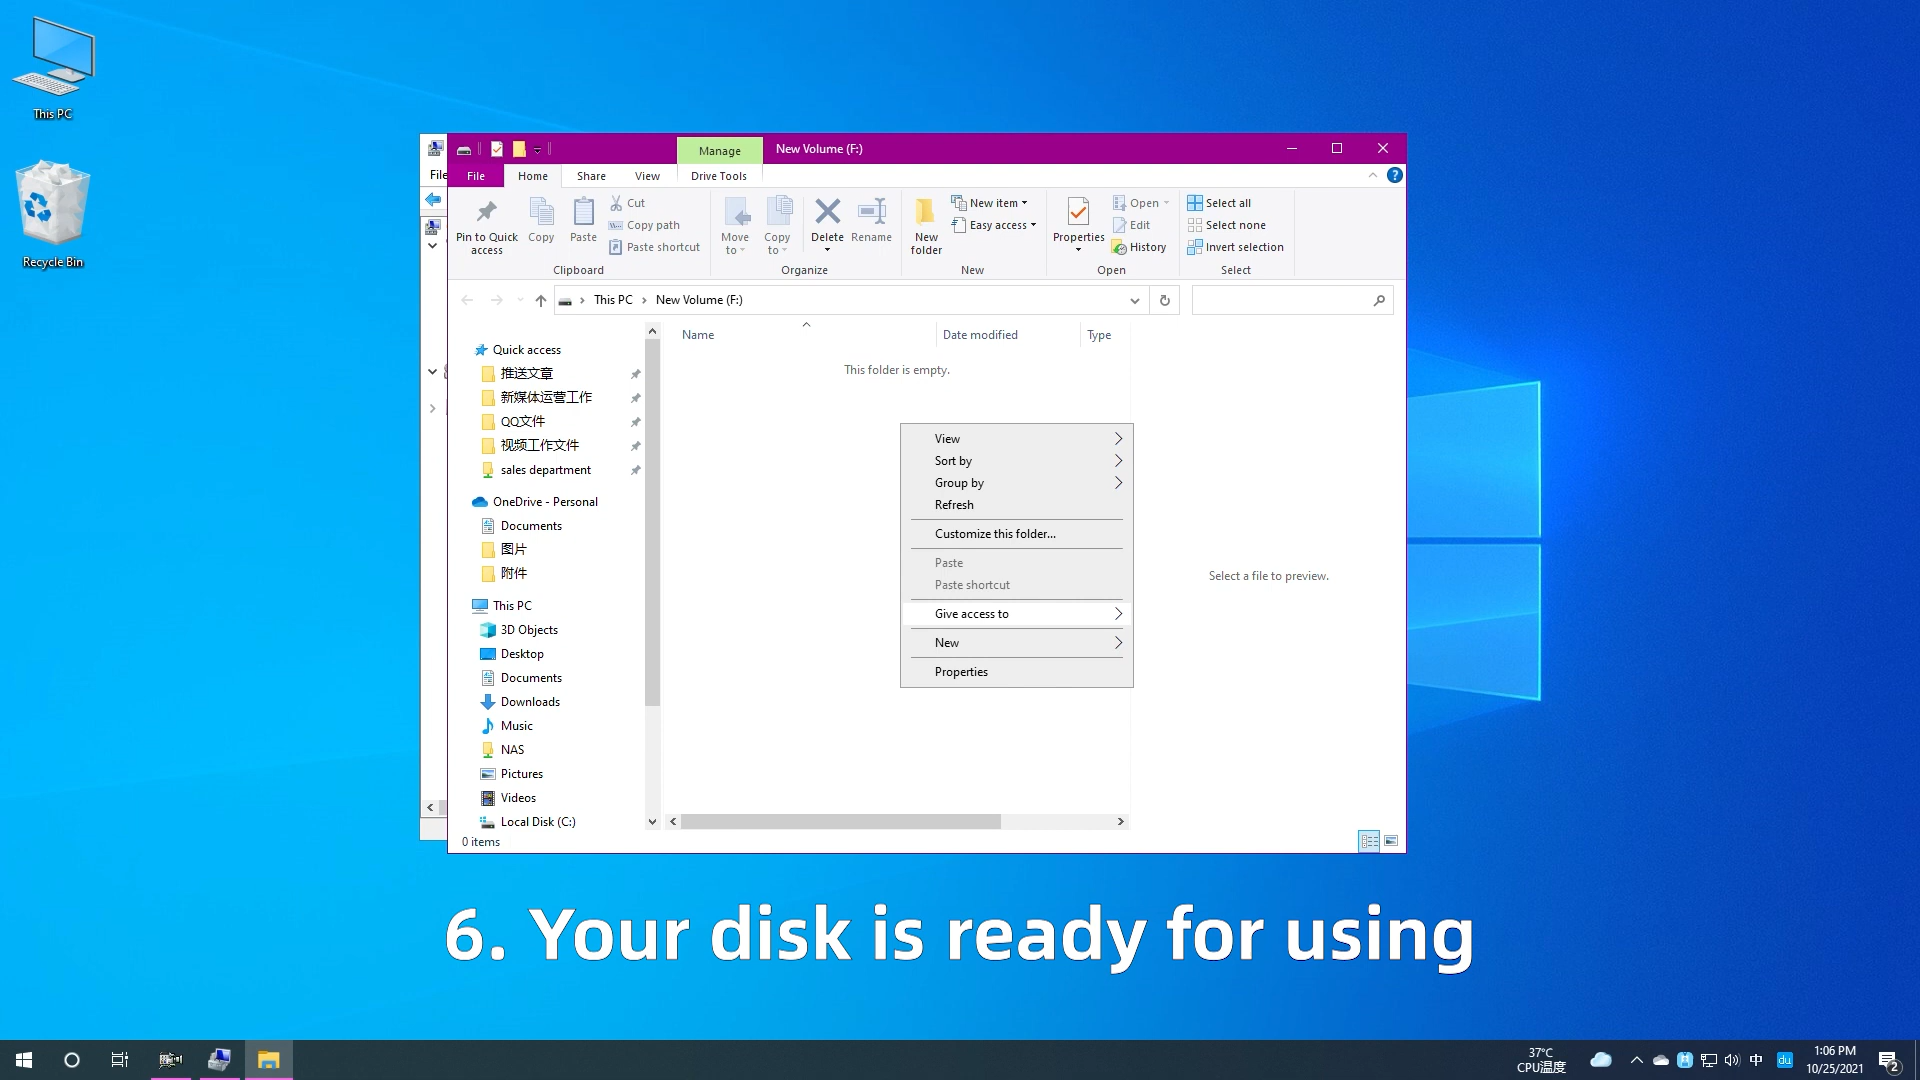 This PC
Recycle Bin
File
Manage
New Volume (F:)
File
Home
Share
View
Drive Tools
Pin to Quick access
Copy
Paste
Cut
Copy path
Paste shortcut
Clipboard
Move to
Copy to
Delete
Rename
Organize
New folder
New item
Easy access
New
Properties
Open
Edit
History
Open
Select all
Select none
Invert selection
Select
This PC
New Volume (F:)
Name
Date modified
Type
This folder is empty.
Quick access
推送文章
新媒体运营工作
QQ文件
视频工作文件
sales department
OneDrive - Personal
Documents
图片
附件
This PC
3D Objects
Desktop
Documents
Downloads
Music
NAS
Pictures
Videos
Local Disk (C:)
0 items
View
Sort by
Group by
Refresh
Customize this folder...
Paste
Paste shortcut
Give access to
New
Properties
Select a file to preview.
6. Your disk is ready for using
37°C
CPU温度
中
du
1:06 PM
10/25/2021
2